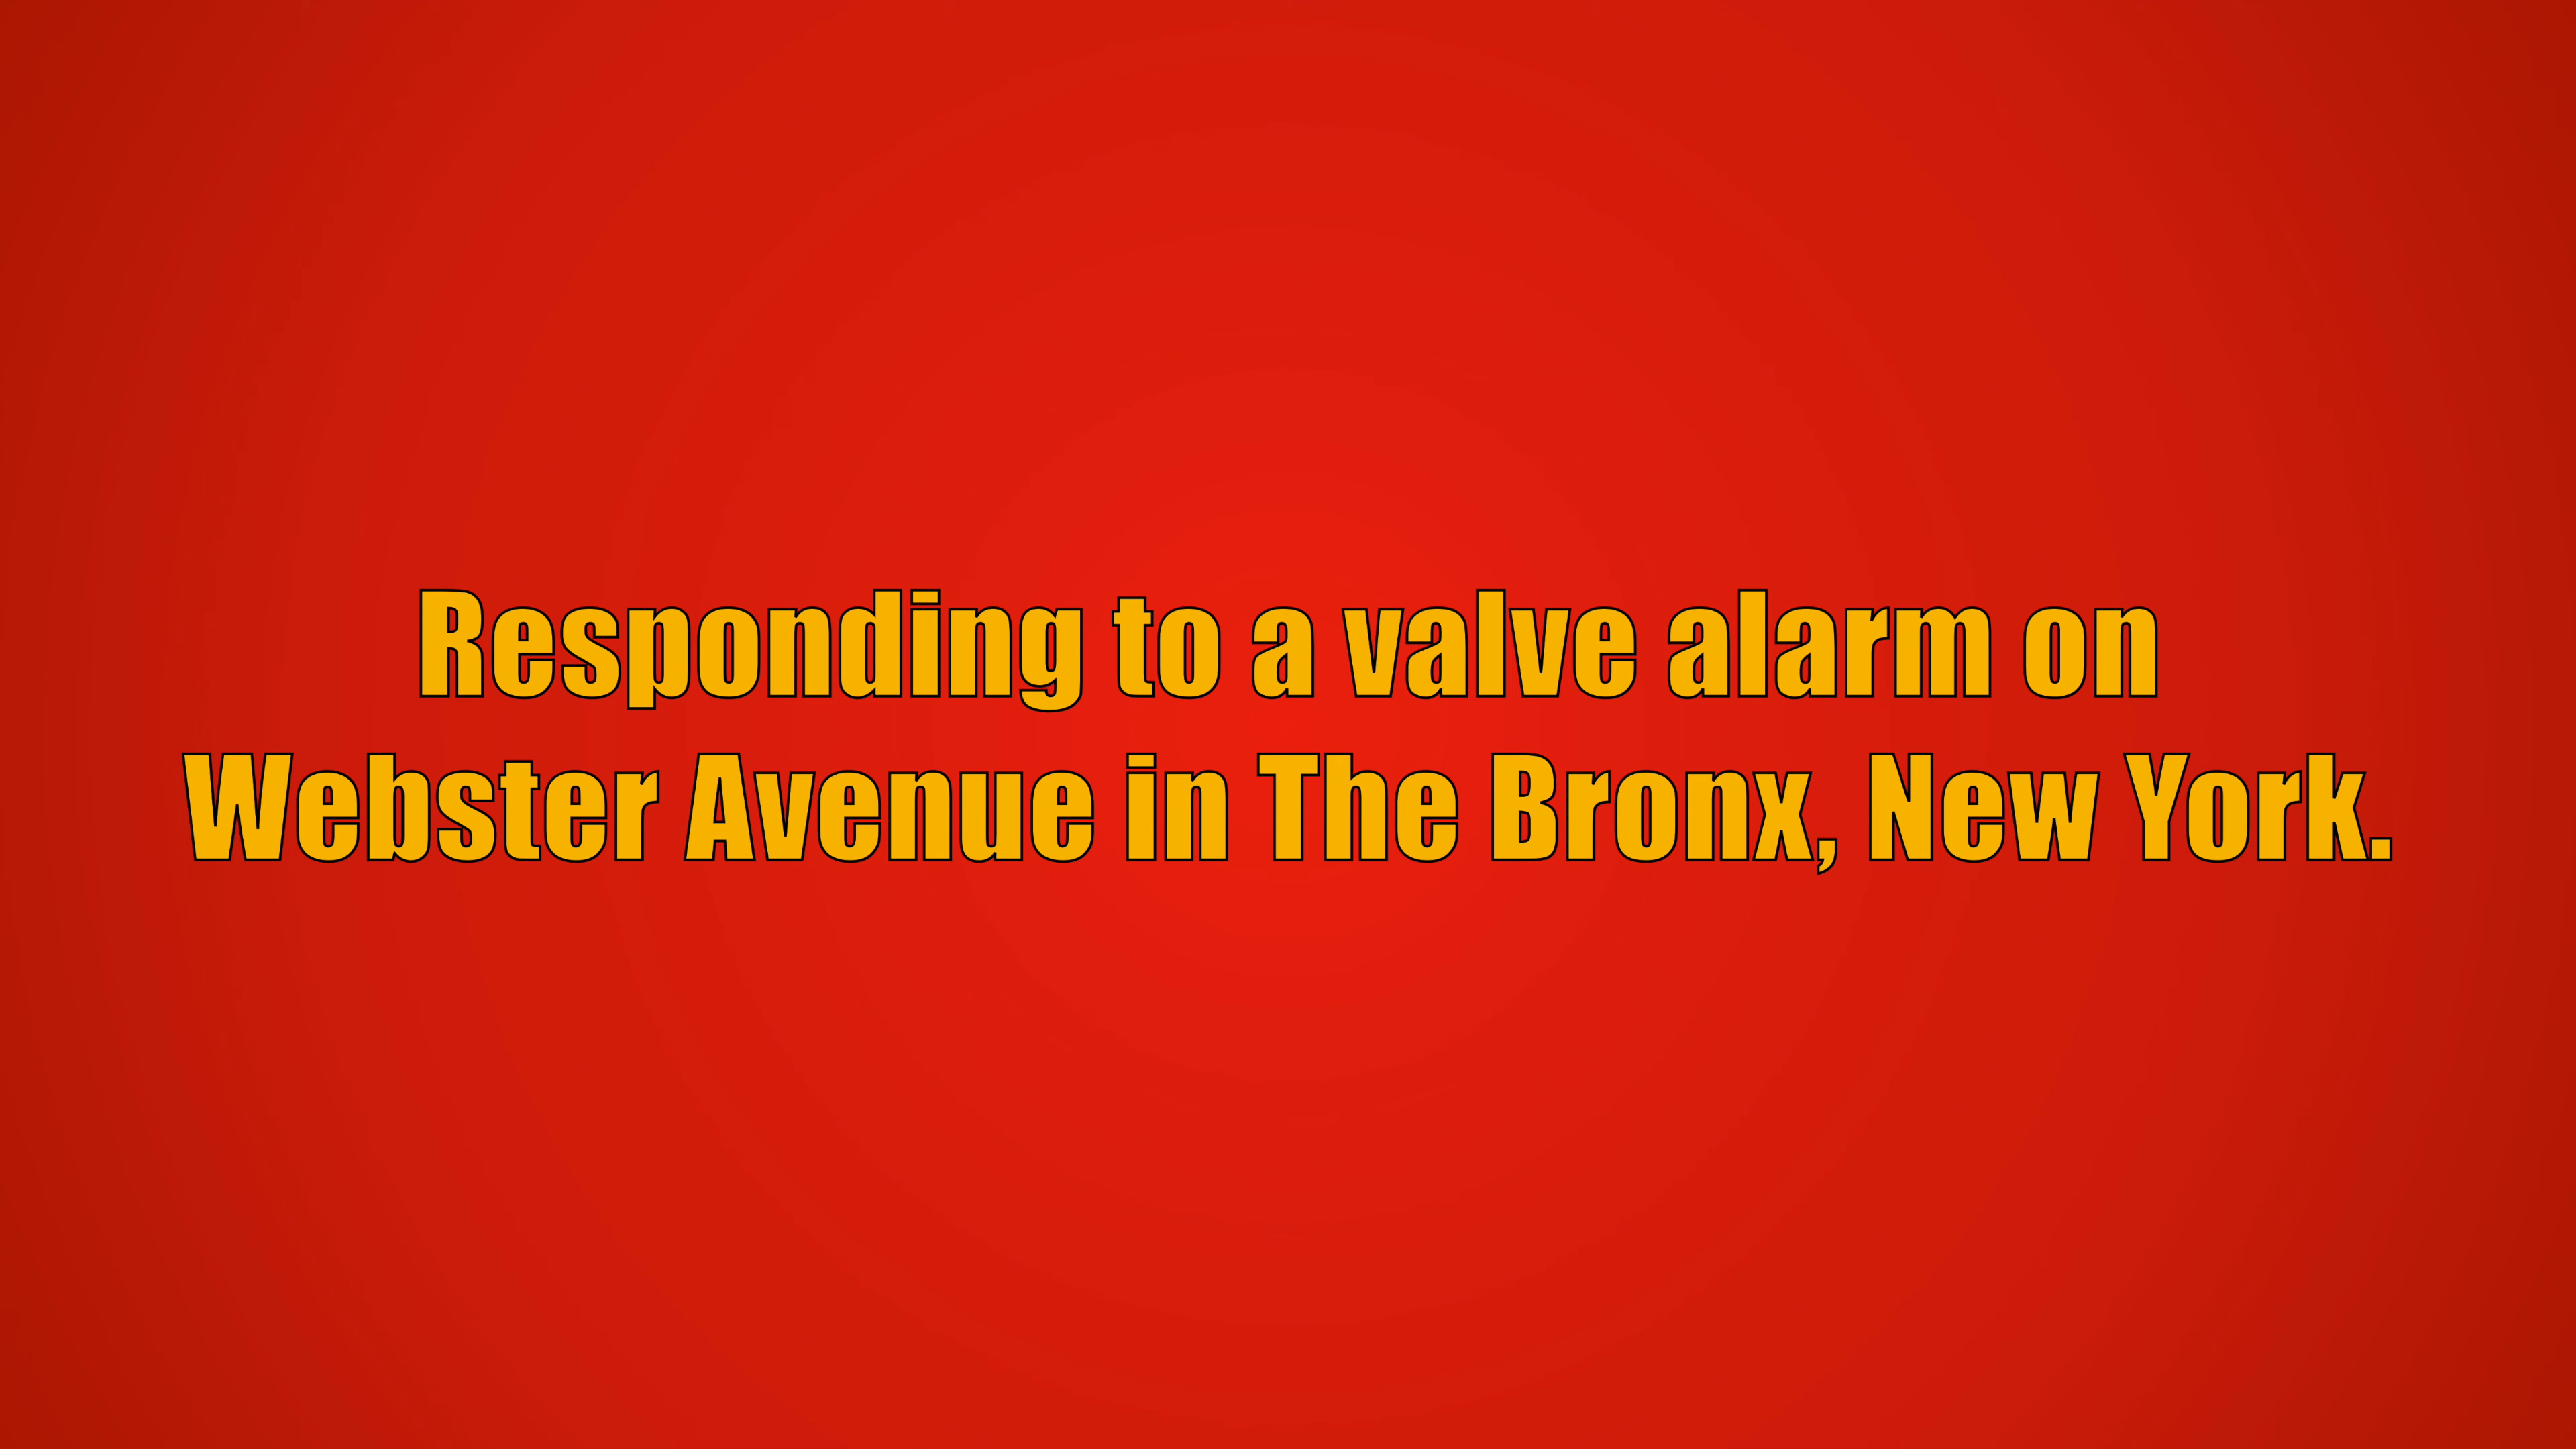 Responding to a valve alarm on
Webster Avenue in The Bronx, New York.